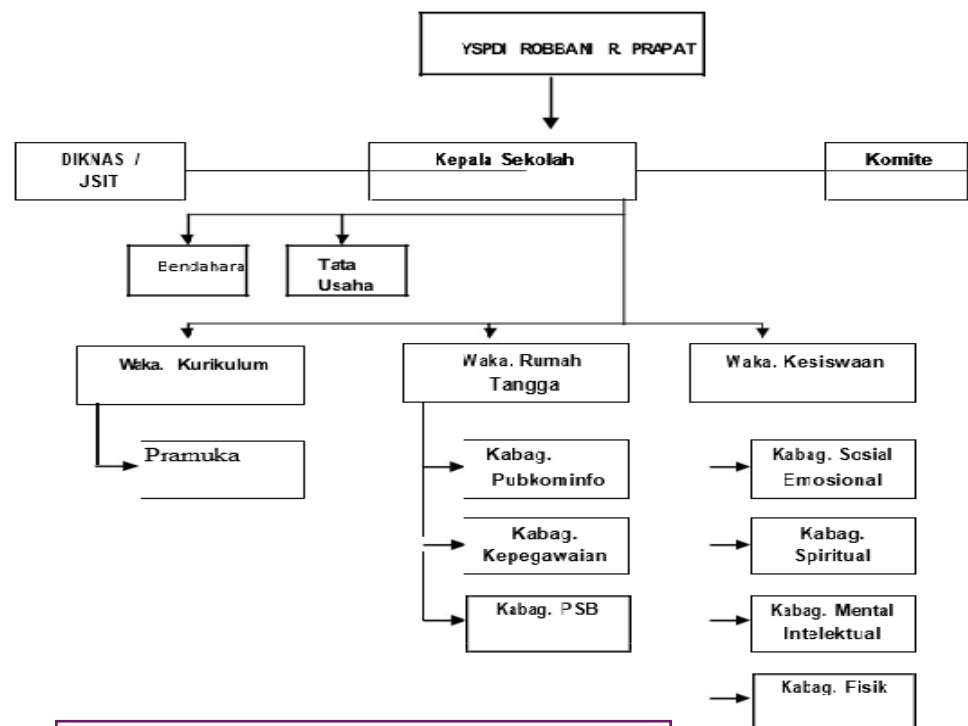 YSPDI ROBBANI R. PRAPAT
DIKNAS /
JSIT
Kepala Sekolah
Komite
Bendahara
Tata
Usaha
Waka. Kurikulum
Waka. Rumah
Tangga
Waka. Kesiswaan
Pramuka
Kabag.
Pubkominfo
Kabag. Sosial
Emosional
Kabag.
Kepegawaian
Kabag.
Spiritual
Kabag. PSB
Kabag. Mental
Intelektual
Kabag. Fisik